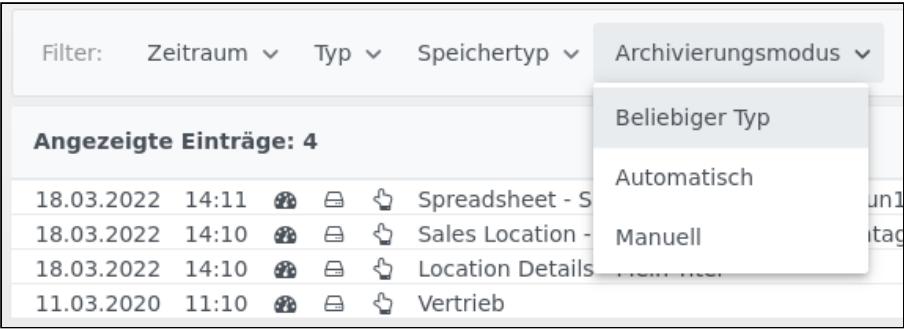 Filter: Zeitraum Typ Speichertyp Archivierungsmodus
Beliebiger Typ
Automatisch
Manuell
Angezeigte Einträge: 4
18.03.2022 14:11 Spreadsheet - S
18.03.2022 14:10 Sales Location -
18.03.2022 14:10 Location Details
11.03.2020 11:10 Vertrieb